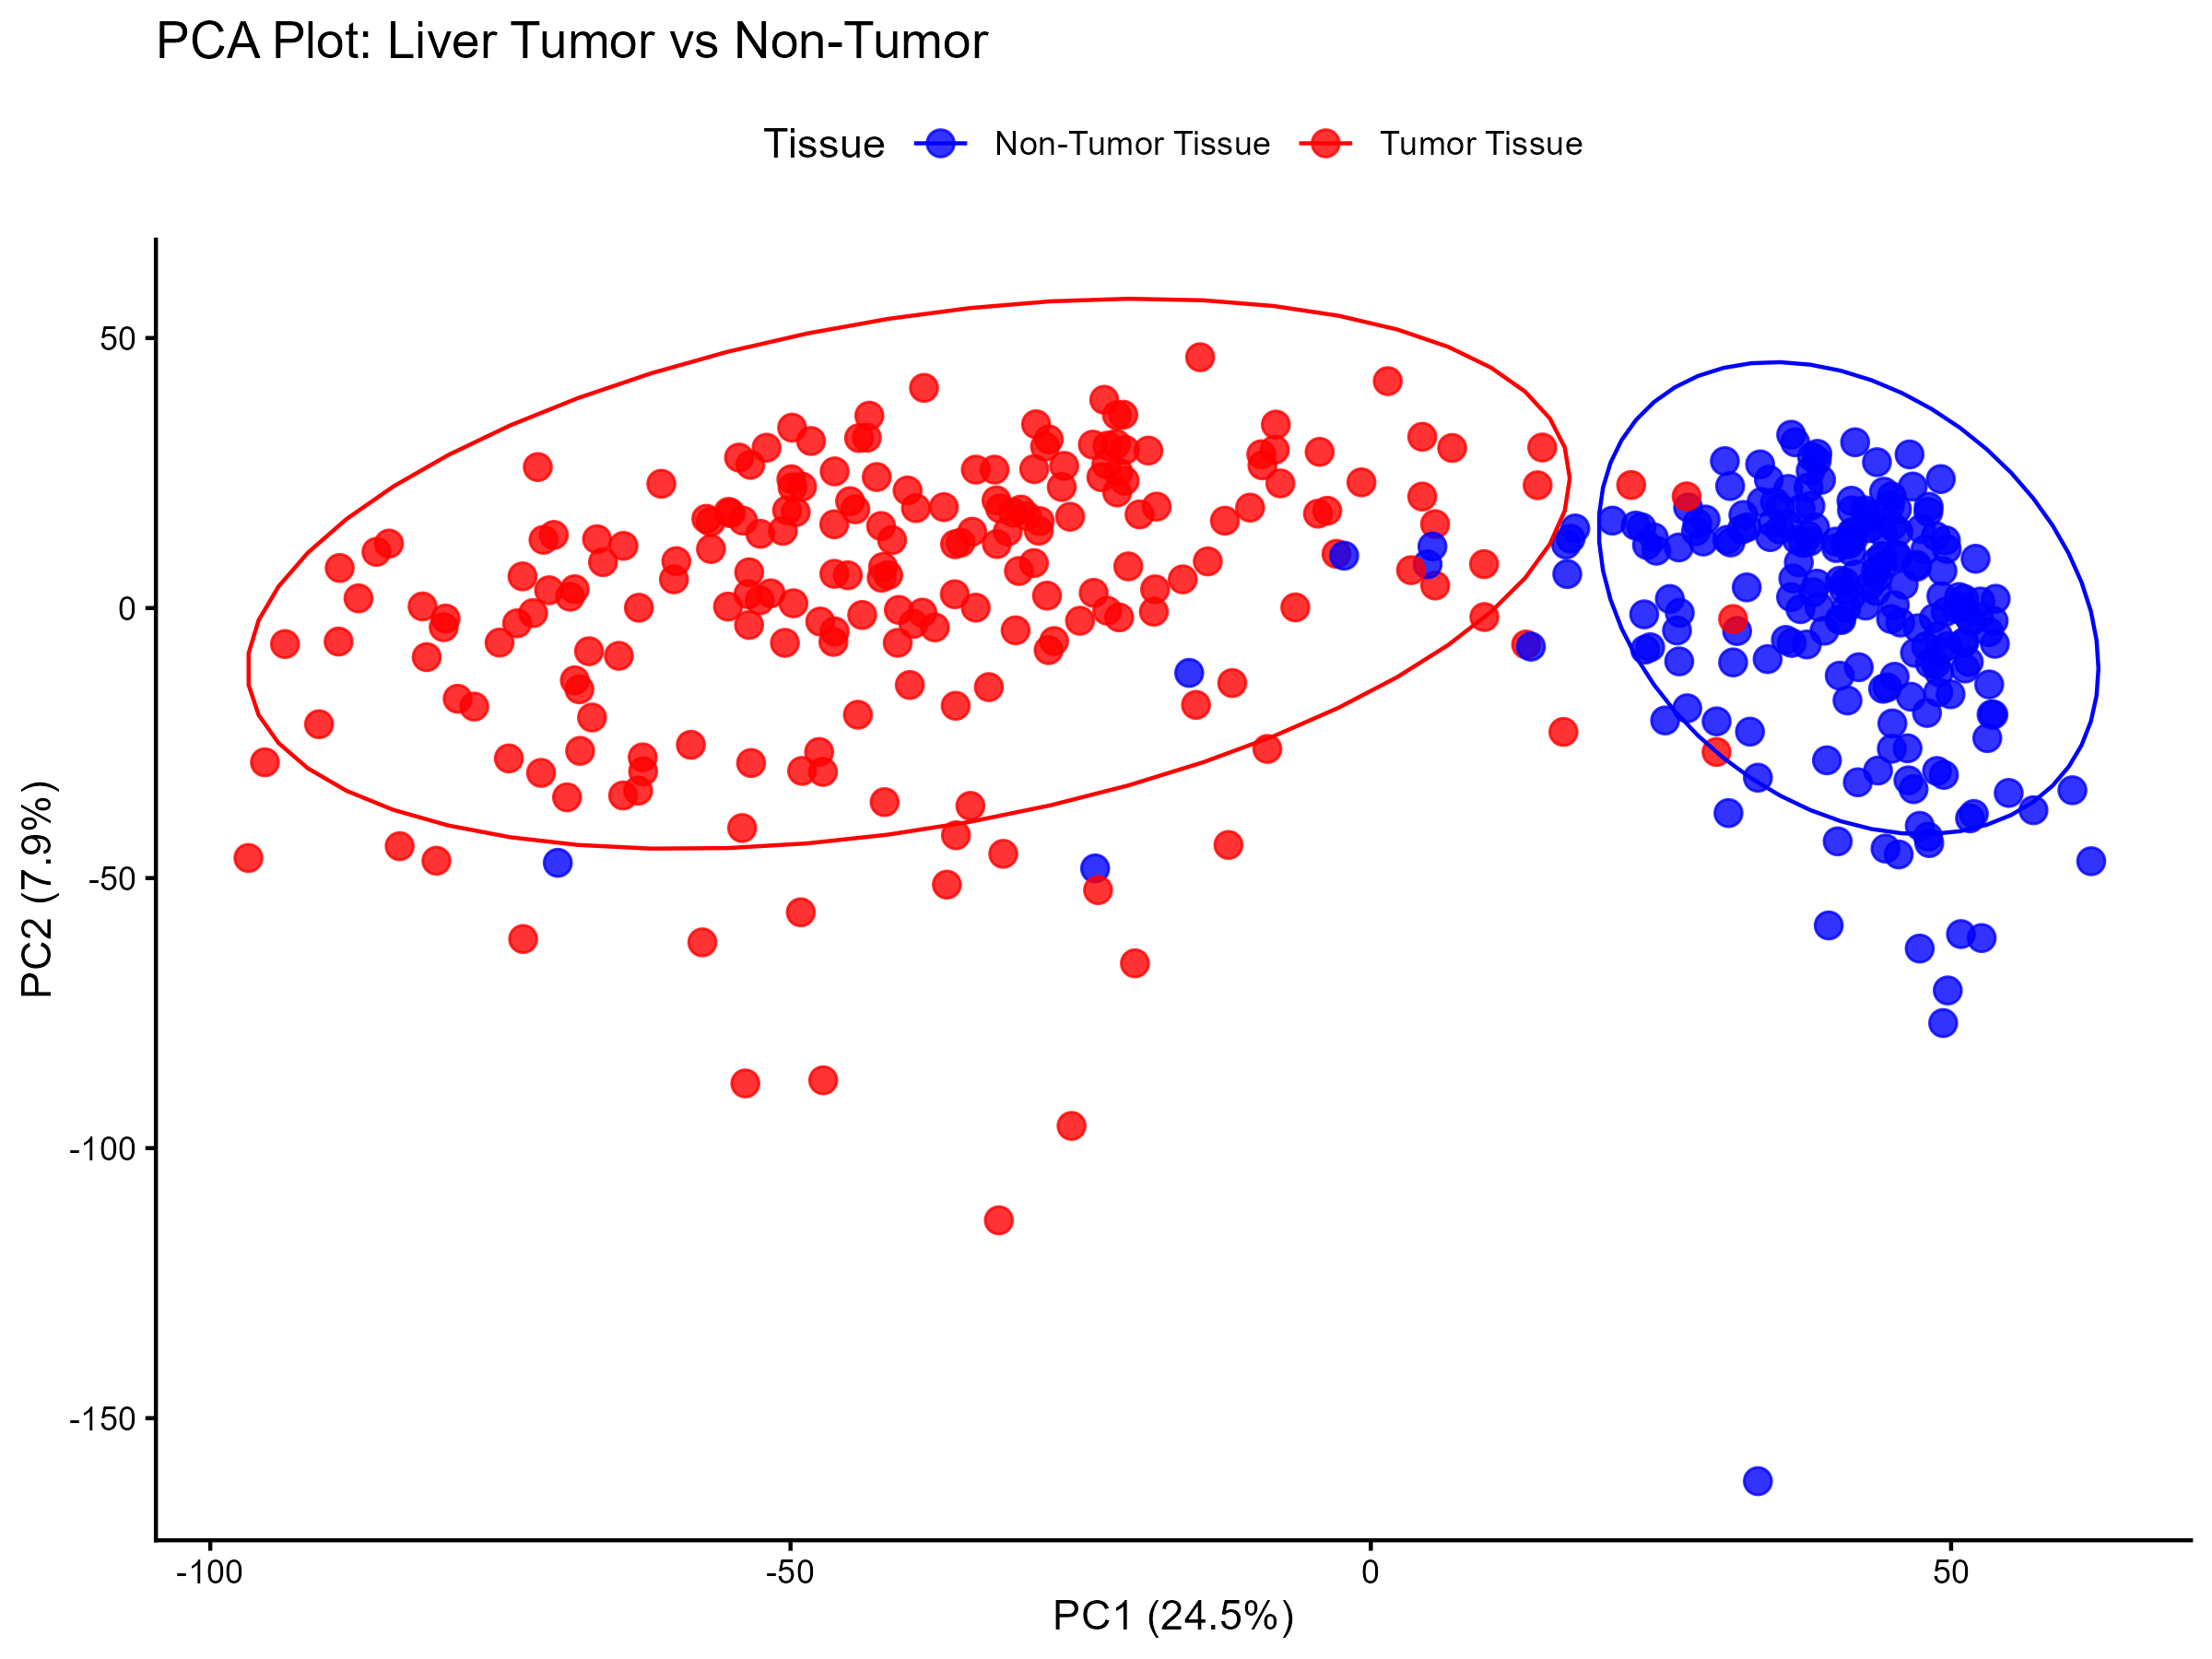 PCA Plot: Liver Tumor vs Non-Tumor
Tissue Non-Tumor Tissue Tumor Tissue
50
0
-50
-100
-150
PC2 (7.9%)
-100 -50 0 50
PC1 (24.5%)